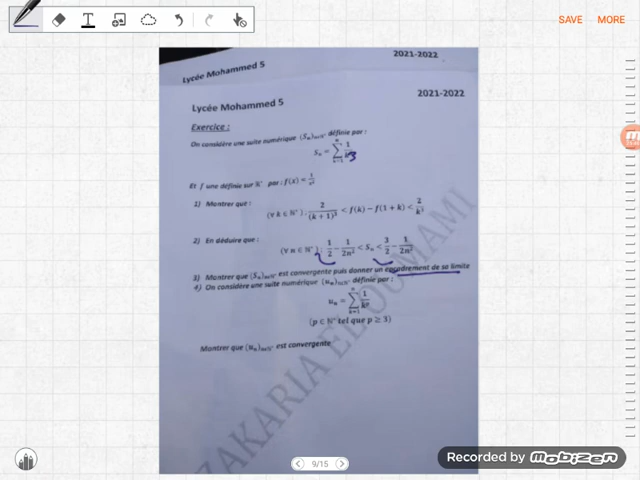 SAVE MORE
2021-2022
Lycée Mohammed 5
2021-2022
Lycée Mohammed 5
Exercice :
On considère une suite numérique (Sₙ)ₙ∈ℕ* définie par :
Sₙ = ∑ₖ₌₁ⁿ 1/k³
Et f une définie sur ℝ* par : f(x) = 1/x²
1) Montrer que :
(∀ k ∈ ℕ*) : 2/(k+1)³ < f(k) − f(1+k) < 2/k³
2) En déduire que :
(∀ n ∈ ℕ*) : 1/2 − 1/2n² < Sₙ < 3/2 − 1/2n²
3) Montrer que (Sₙ)ₙ∈ℕ* est convergente puis donner un encadrement de sa limite
4) On considère une suite numérique (uₙ)ₙ∈ℕ* définie par :
uₙ = ∑ₖ₌₁ⁿ 1/kᵖ
(p ∈ ℕ* tel que p ≥ 3)
Montrer que (uₙ)ₙ∈ℕ* est convergente
ZAKARIA EL OUMAMI
9/15
Recorded by Mobizen